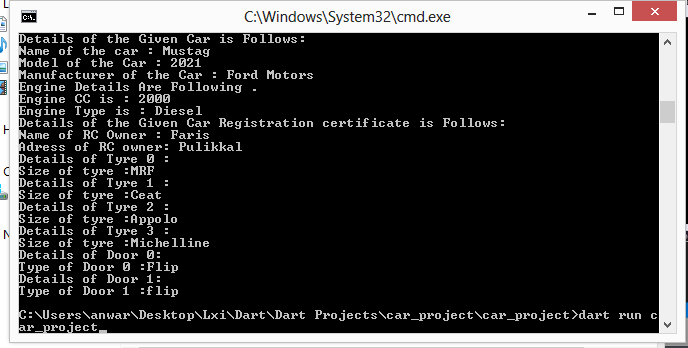 C:\Windows\System32\cmd.exe
Details of the Given Car is Follows:
Name of the car : Mustag
Model of the Car : 2021
Manufacturer of the Car : Ford Motors
Engine Details Are Following .
Engine CC is : 2000
Engine Type is : Diesel
Details of the Given Car Registration certificate is Follows:
Name of RC Owner : Faris
Adress of RC owner: Pulikkal
Details of Tyre 0 :
Size of tyre :MRF
Details of Tyre 1 :
Size of tyre :Ceat
Details of Tyre 2 :
Size of tyre :Appolo
Details of Tyre 3 :
Size of tyre :Michelline
Details of Door 0:
Type of Door 0 :Flip
Details of Door 1:
Type of Door 1 :flip
C:\Users\anwar\Desktop\Lxi\Dart\Dart Projects\car_project\car_project>dart run c
ar_project